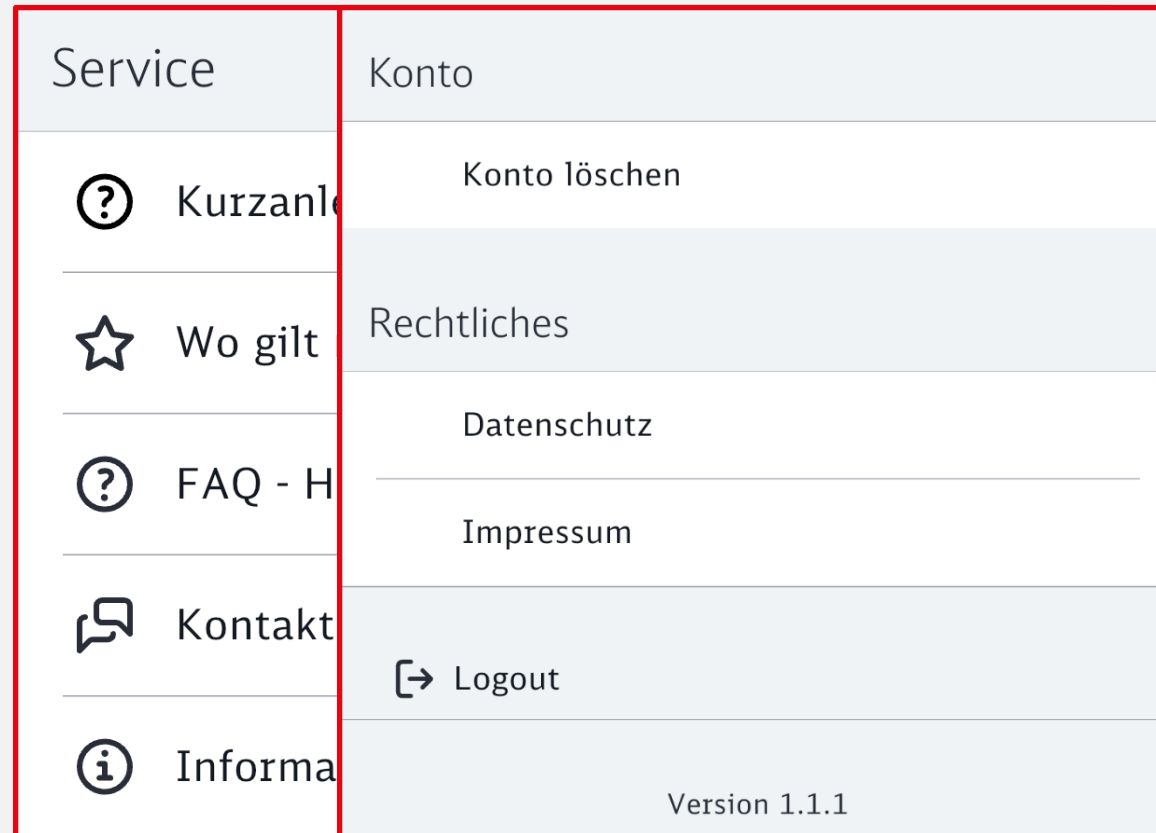 Service
Kurzanl
Wo gilt
FAQ - H
Kontakt
Informa
Konto
Konto löschen
Rechtliches
Datenschutz
Impressum
Logout
Version 1.1.1